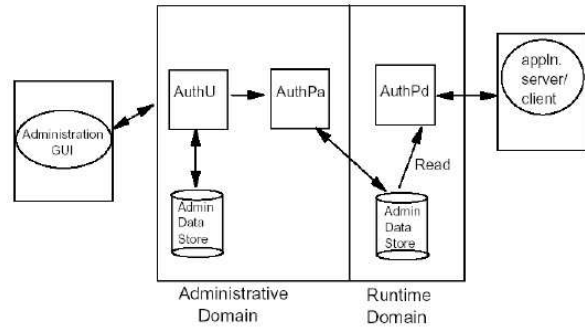 Administration
GUI
AuthU
AuthPa
AuthPd
appln.
server/
client
Read
Admin
Data
Store
Admin
Data
Store
Administrative
Domain
Runtime
Domain